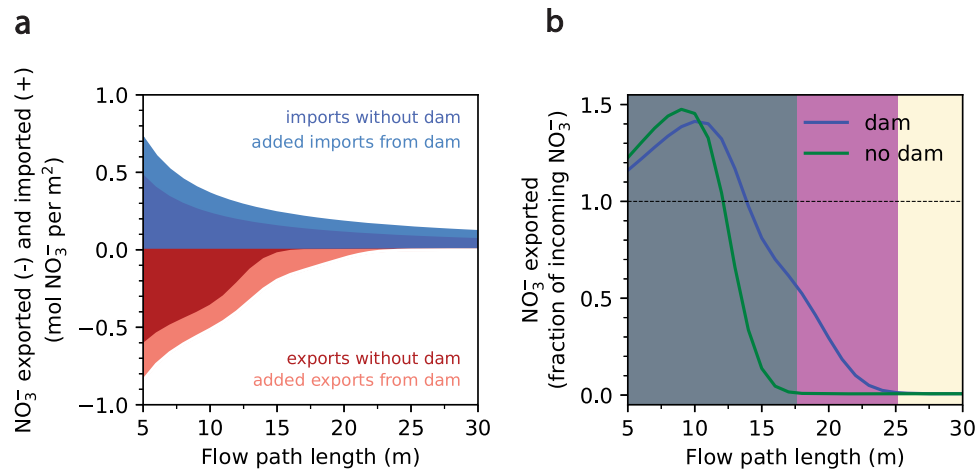 a
NO₃⁻ exported (-) and imported (+)
(mol NO₃⁻ per m²)
1.0
0.5
0.0
−0.5
−1.0
imports without dam
added imports from dam
exports without dam
added exports from dam
5 10 15 20 25 30
Flow path length (m)
b
NO₃⁻ exported
(fraction of incoming NO₃⁻)
1.5
1.0
0.5
0.0
dam
no dam
5 10 15 20 25 30
Flow path length (m)